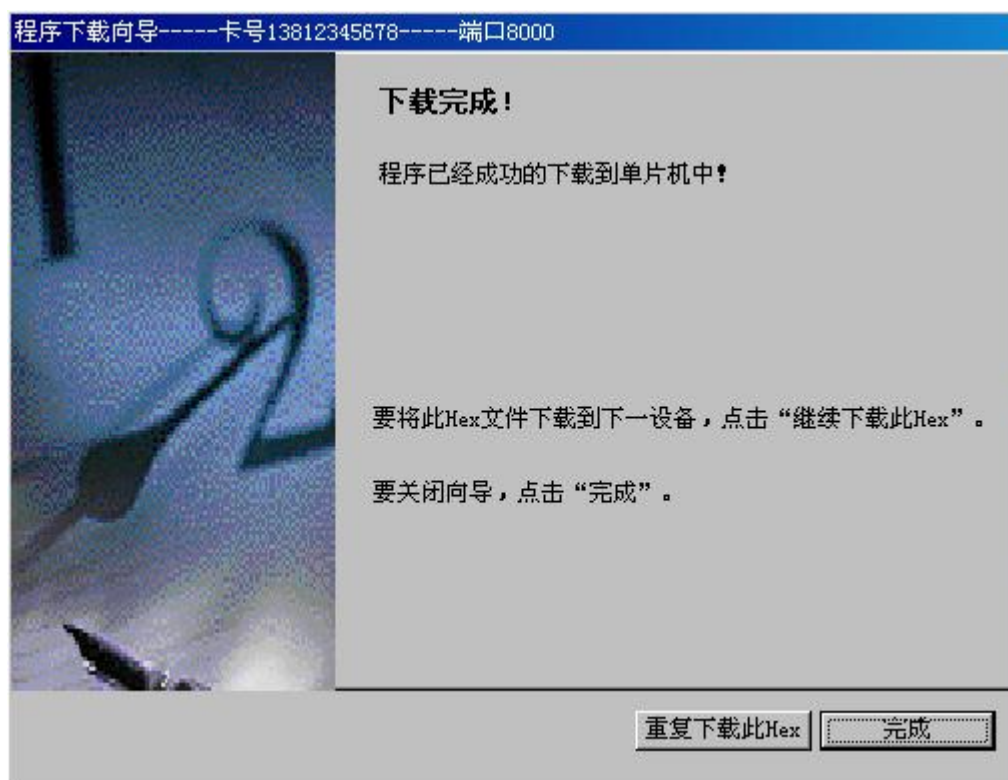 程序下载向导-----卡号13812345678-----端口8000
下载完成！
程序已经成功的下载到单片机中！
要将此Hex文件下载到下一设备，点击“继续下载此Hex”。
要关闭向导，点击“完成”。
重复下载此Hex
完成